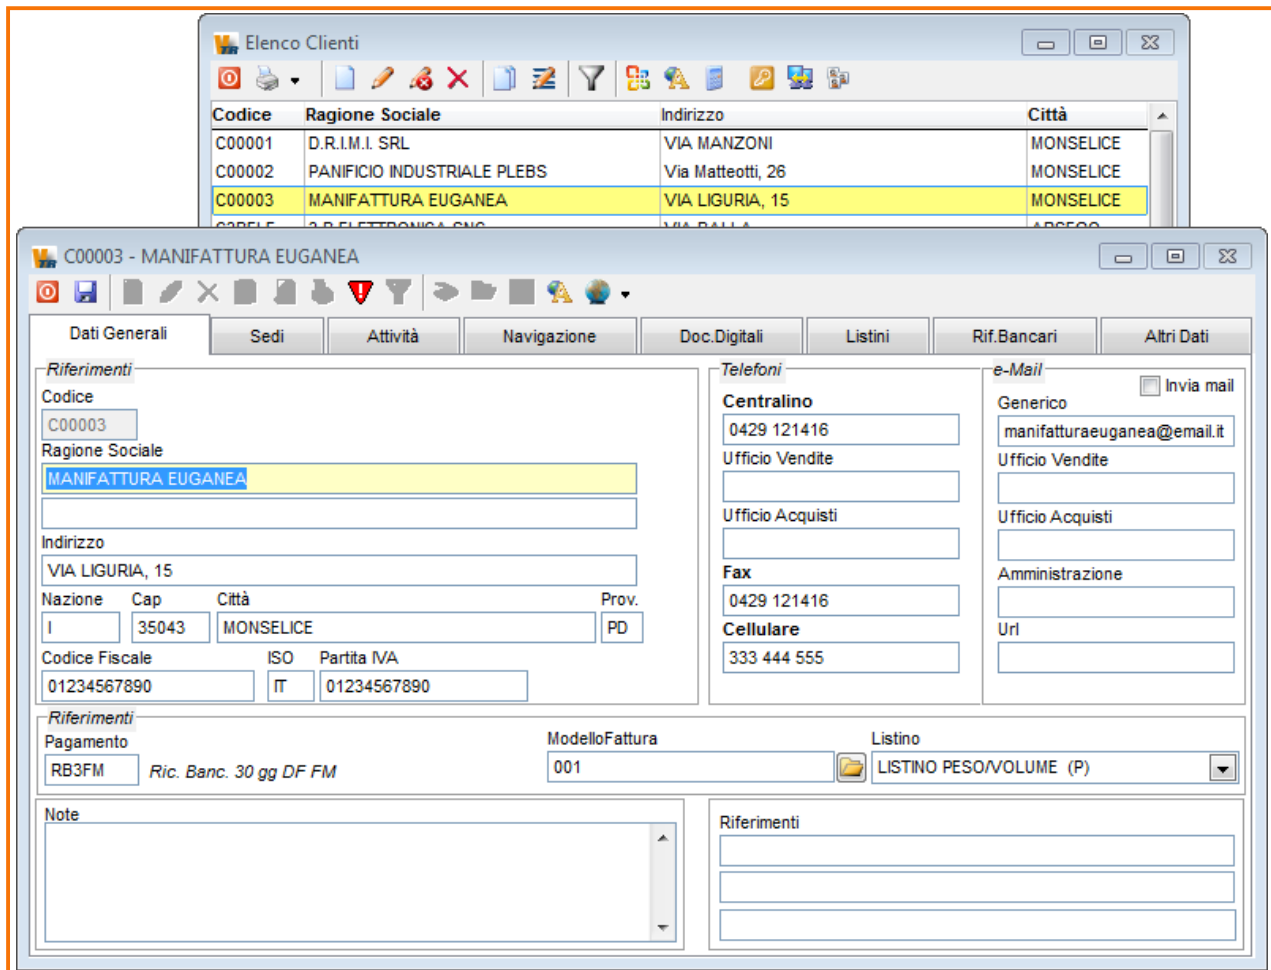 Elenco Clienti
Codice Ragione Sociale Indirizzo Città
C00001 D.R.I.M.I. SRL VIA MANZONI MONSELICE
C00002 PANIFICIO INDUSTRIALE PLEBS Via Matteotti, 26 MONSELICE
C00003 MANIFATTURA EUGANEA VIA LIGURIA, 15 MONSELICE
C00003 - MANIFATTURA EUGANEA
Dati Generali Sedi Attività Navigazione Doc.Digitali Listini Rif.Bancari Altri Dati
Riferimenti
Codice
C00003
Ragione Sociale
MANIFATTURA EUGANEA
Indirizzo
VIA LIGURIA, 15
Nazione Cap Città Prov.
I 35043 MONSELICE PD
Codice Fiscale ISO Partita IVA
01234567890 IT 01234567890
Telefoni
Centralino
0429 121416
Ufficio Vendite
Ufficio Acquisti
Fax
0429 121416
Cellulare
333 444 555
e-Mail
Invia mail
Generico
manifatturaeuganea@email.it
Ufficio Vendite
Ufficio Acquisti
Amministrazione
Url
Riferimenti
Pagamento ModelloFattura Listino
RB3FM Ric. Banc. 30 gg DF FM 001 LISTINO PESO/VOLUME (P)
Note
Riferimenti